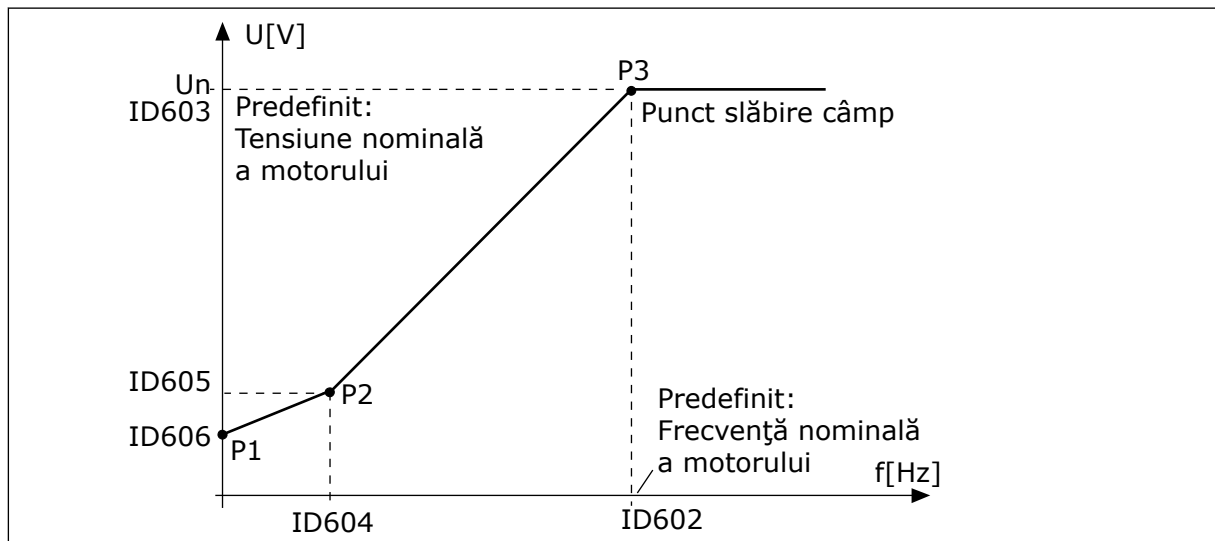 U[V]
P3
Un
ID603
Predefinit:
Tensiune nominală
a motorului
Punct slăbire câmp
ID605
P2
ID606
P1
Predefinit:
Frecvenţă nominală
a motorului
f[Hz]
ID604
ID602